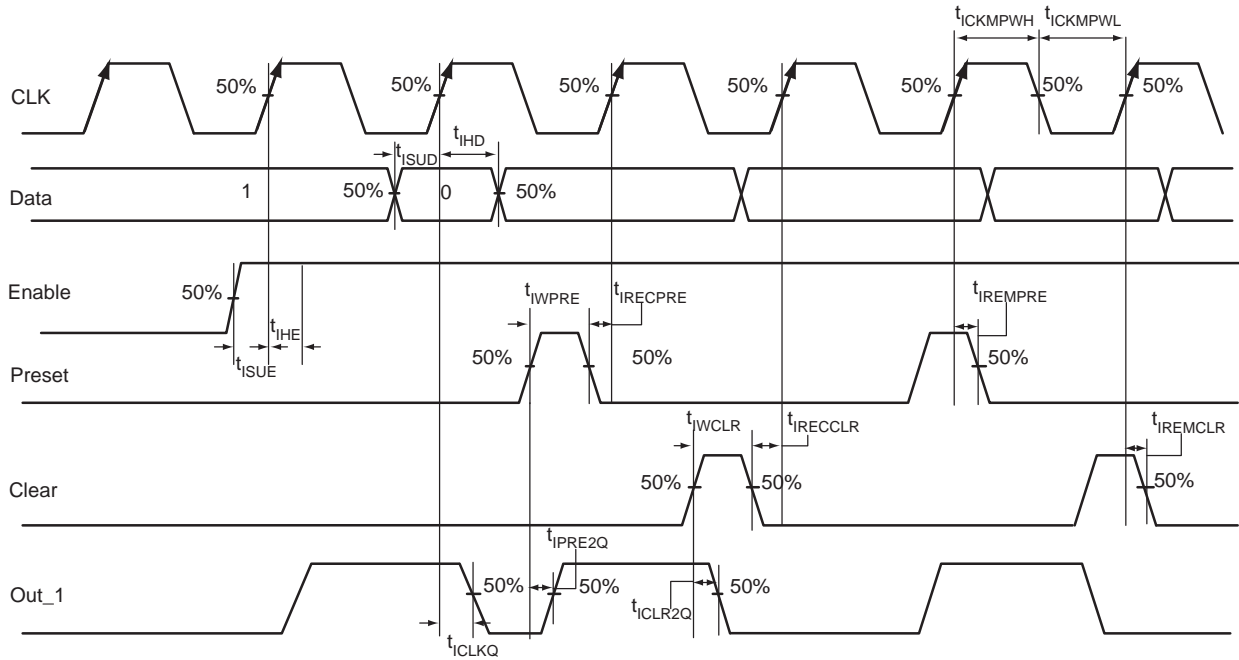 tICKMPWH tICKMPWL
CLK 50% 50% 50% 50% 50% 50% 50%
tISUD tIHD
Data 1 50% 0 50%
Enable 50% tIHE tISUE
tIWPRE tIRECPRE tIREMPRE
Preset 50% 50% 50%
tIWCLR tIRECCLR tIREMCLR
Clear 50% 50% 50%
tIPRE2Q
Out_1 50% 50% tICLR2Q 50%
tICLKQ